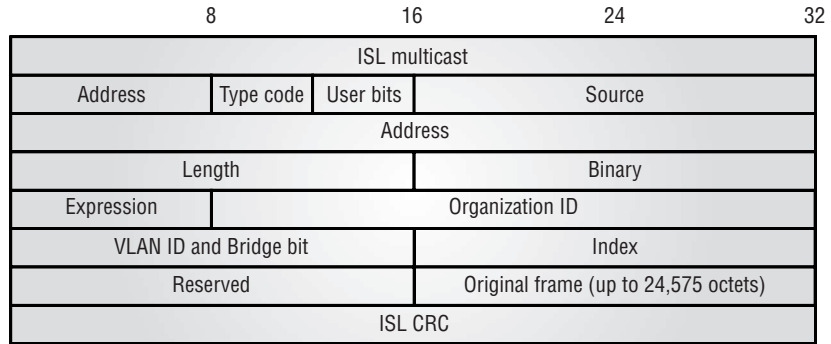 8 16 24 32
ISL multicast
Address Type code User bits Source
Address
Length Binary
Expression Organization ID
VLAN ID and Bridge bit Index
Reserved Original frame (up to 24,575 octets)
ISL CRC